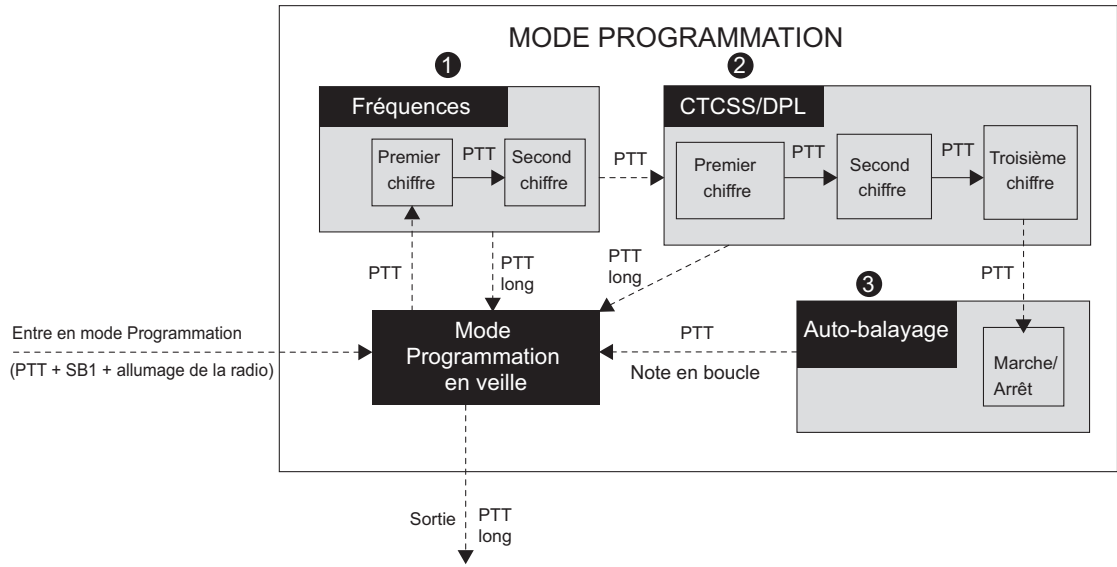 MODE PROGRAMMATION
1
Fréquences
Premier
chiffre
PTT
Second
chiffre
PTT
2
CTCSS/DPL
Premier
chiffre
PTT
Second
chiffre
PTT
Troisième
chiffre
PTT
PTT
long
PTT
long
PTT
3
Auto-balayage
Marche/
Arrêt
PTT
Note en boucle
Mode
Programmation
en veille
Entre en mode Programmation
(PTT + SB1 + allumage de la radio)
Sortie
PTT
long